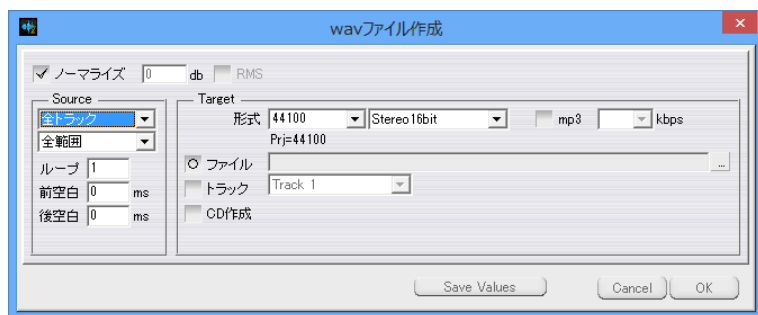 wavファイル作成
ノーマライズ 0 db RMS
Source
全トラック
全範囲
ループ 1
前空白 0 ms
後空白 0 ms
Target
形式 44100 Stereo16bit mp3 kbps
Prj=44100
ファイル ...
トラック Track 1
CD作成
Save Values Cancel OK